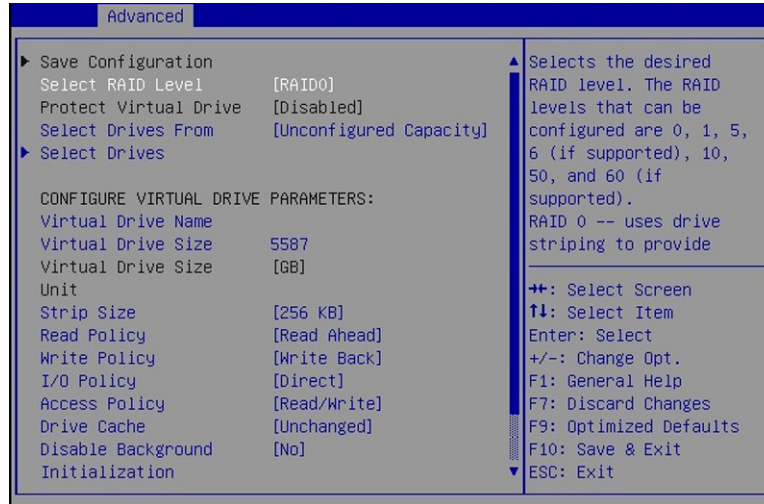 Advanced
Save Configuration
Select RAID Level [RAID0]
Protect Virtual Drive [Disabled]
Select Drives From [Unconfigured Capacity]
Select Drives
CONFIGURE VIRTUAL DRIVE PARAMETERS:
Virtual Drive Name
Virtual Drive Size 5587
Virtual Drive Size [GB]
Unit
Strip Size [256 KB]
Read Policy [Read Ahead]
Write Policy [Write Back]
I/O Policy [Direct]
Access Policy [Read/Write]
Drive Cache [Unchanged]
Disable Background [No]
Initialization
Selects the desired
RAID level. The RAID
levels that can be
configured are 0, 1, 5,
6 (if supported), 10,
50, and 60 (if
supported).
RAID 0 -- uses drive
striping to provide
→←: Select Screen
↑↓: Select Item
Enter: Select
+/-: Change Opt.
F1: General Help
F7: Discard Changes
F9: Optimized Defaults
F10: Save & Exit
ESC: Exit